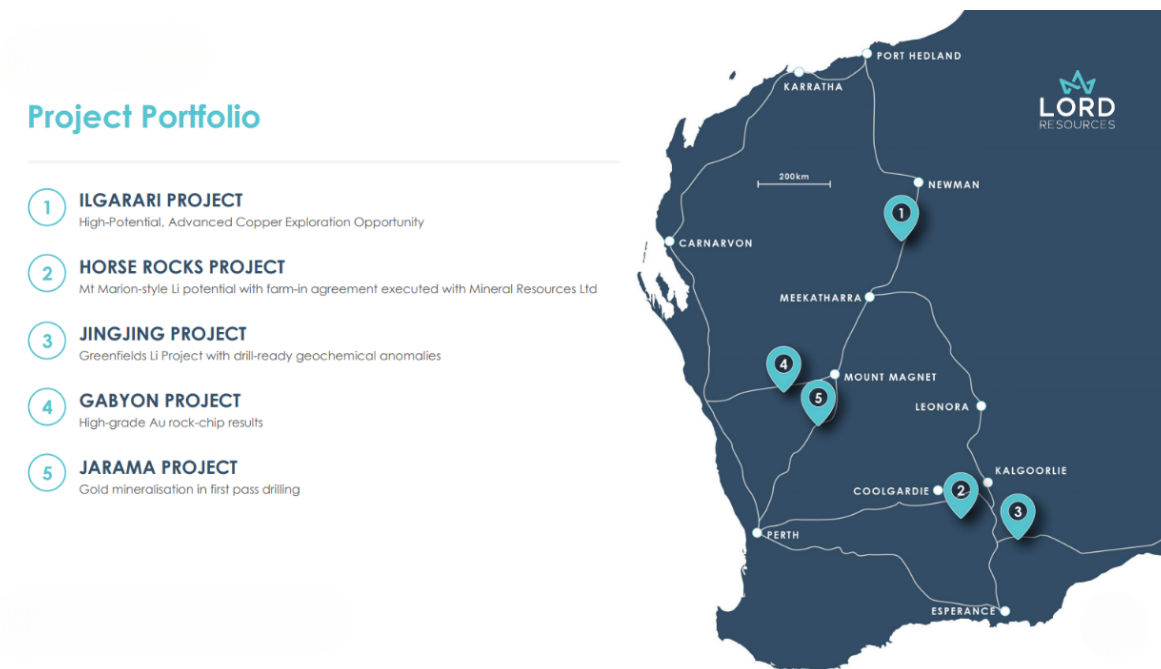 Project Portfolio
1
ILGARARI PROJECT
High-Potential, Advanced Copper Exploration Opportunity
2
HORSE ROCKS PROJECT
Mt Marion-style Li potential with farm-in agreement executed with Mineral Resources Ltd
3
JINGJING PROJECT
Greenfields Li Project with drill-ready geochemical anomalies
4
GABYON PROJECT
High-grade Au rock-chip results
5
JARAMA PROJECT
Gold mineralisation in first pass drilling
PORT HEDLAND
KARRATHA
LORD
RESOURCES
200km
NEWMAN
1
CARNARVON
MEEKATHARRA
4
MOUNT MAGNET
5
LEONORA
KALGOORLIE
COOLGARDIE
2
3
PERTH
ESPERANCE